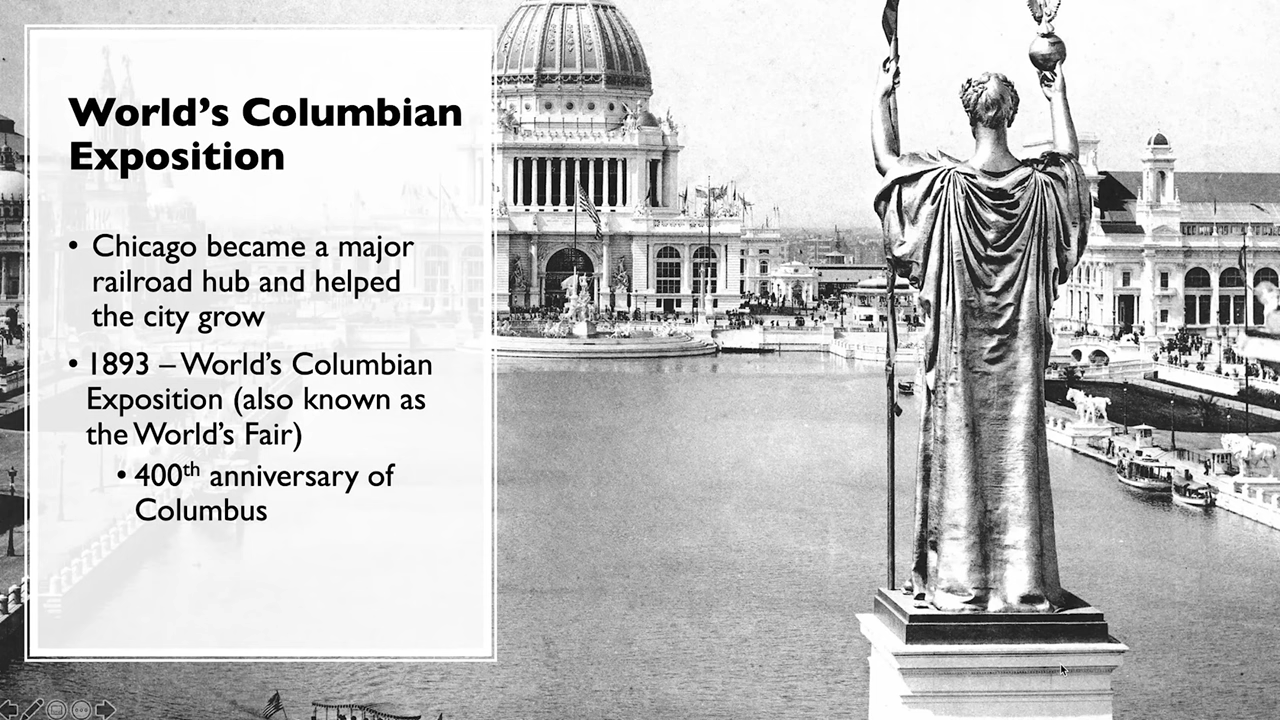 World’s Columbian
Exposition
• Chicago became a major
railroad hub and helped
the city grow
• 1893 – World’s Columbian
Exposition (also known as
the World’s Fair)
• 400th anniversary of
Columbus